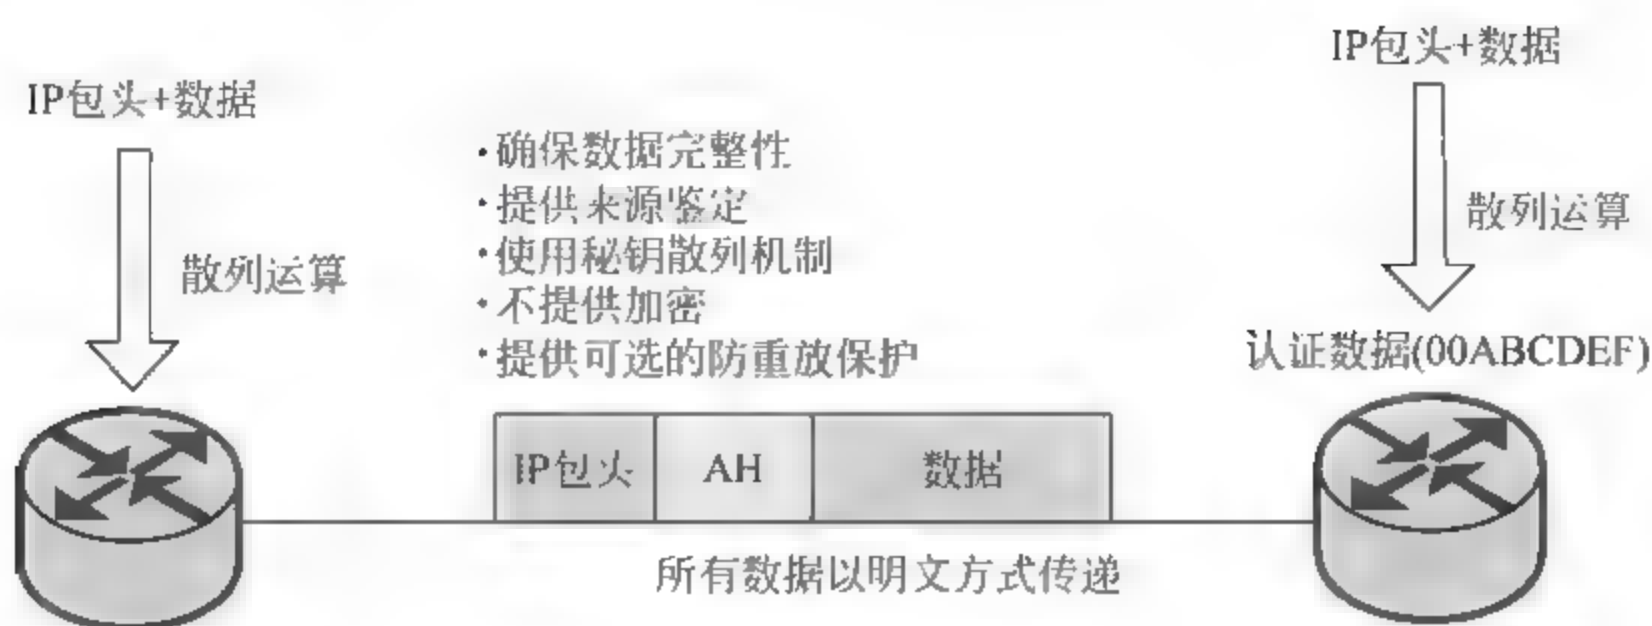 IP包头+数据
散列运算
·确保数据完整性
·提供来源鉴定
·使用秘钥散列机制
·不提供加密
·提供可选的防重放保护
IP包头+数据
散列运算
认证数据(00ABCDEF)
IP包头 AH 数据
所有数据以明文方式传递